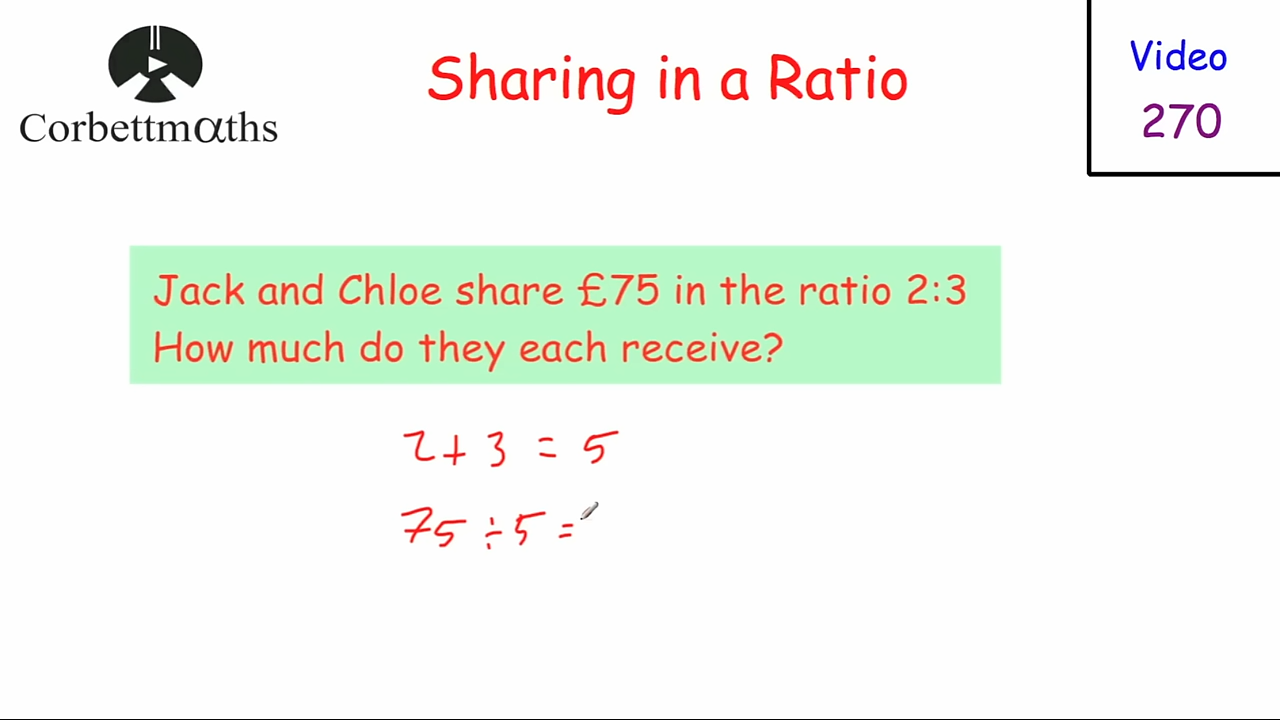 Corbettmαths
Sharing in a Ratio
Video
270
Jack and Chloe share £75 in the ratio 2:3
How much do they each receive?
2 + 3 = 5
75 ÷ 5 =